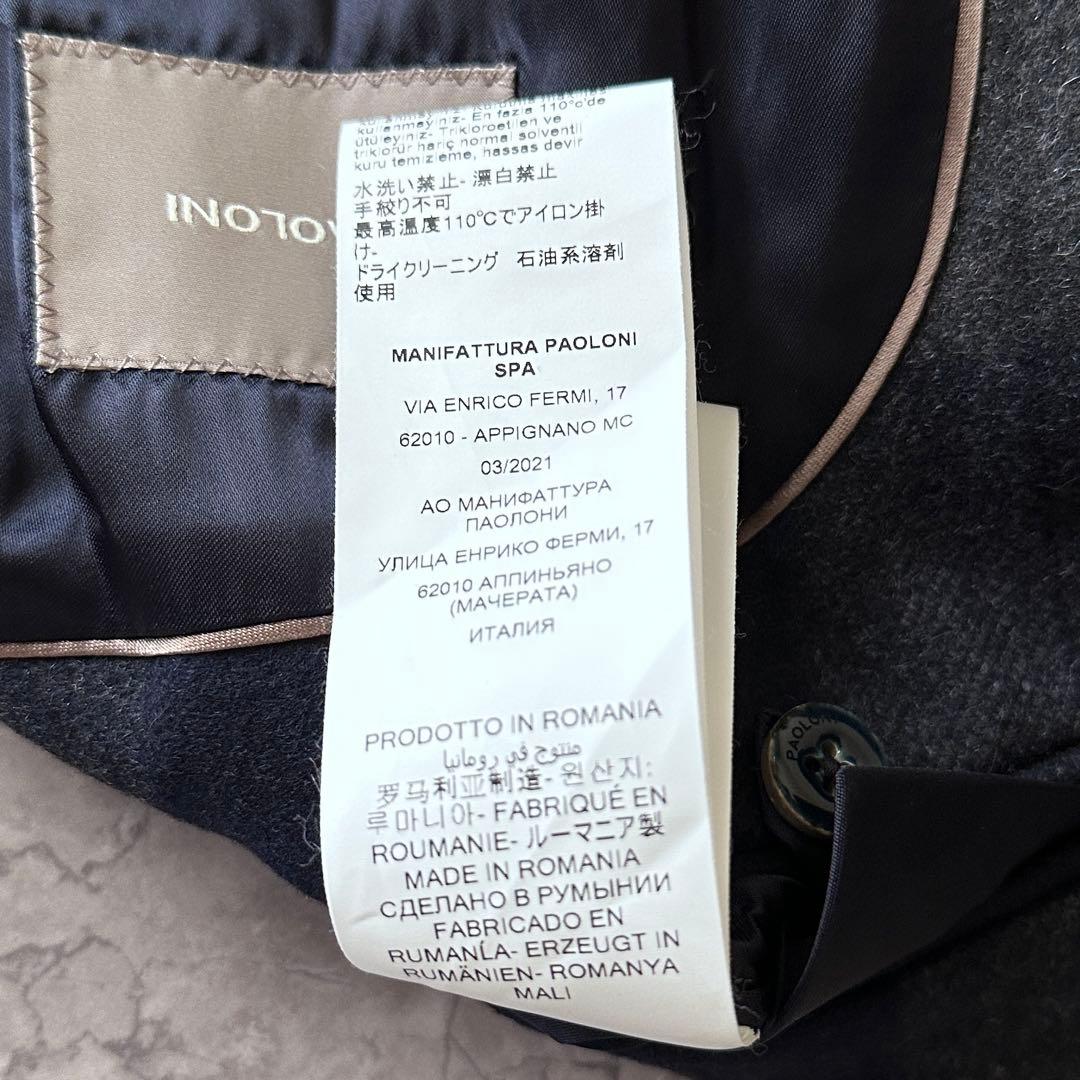 PAOLONI
kullanmayınız- En fazla 110°c'de
ütüleyiniz- Trikloroetilen ve
triklorür hariç normal solventli
kuru temizleme, hassas devir
水洗い禁止- 漂白禁止
手絞り不可
最高温度110℃でアイロン掛
け-
ドライクリーニング 石油系溶剤
使用
MANIFATTURA PAOLONI
SPA
VIA ENRICO FERMI, 17
62010 - APPIGNANO MC
03/2021
АО МАНИФАТТУРА
ПАОЛОНИ
УЛИЦА ЕНРИКО ФЕРМИ, 17
62010 АППИНЬЯНО
(МАЧЕРАТА)
ИТАЛИЯ
PRODOTTO IN ROMANIA
منتوج في رومانيا
罗马利亚制造- 원산지:
루마니아- FABRIQUÉ EN
ROUMANIE- ルーマニア製
MADE IN ROMANIA
СДЕЛАНО В РУМЫНИИ
FABRICADO EN
RUMANÍA- ERZEUGT IN
RUMÄNIEN- ROMANYA
MALI
PAOLONI